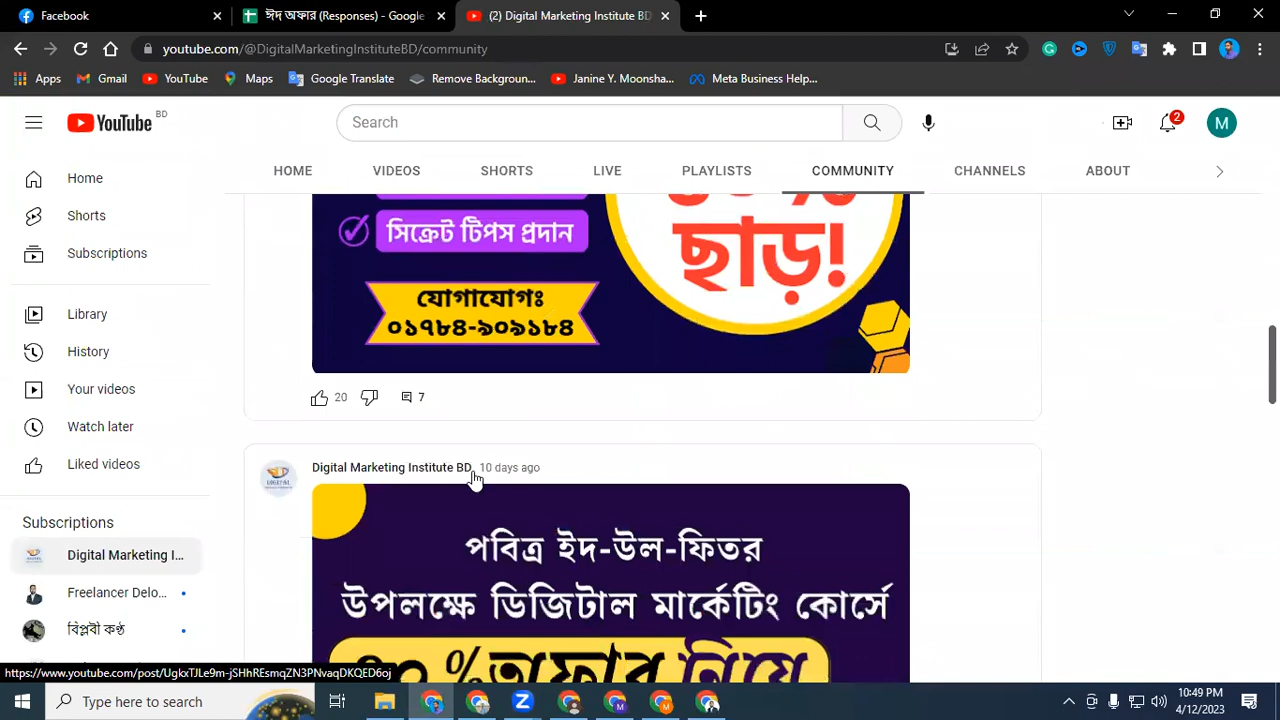 Facebook
ঈদ অফার (Responses) - Google
(2) Digital Marketing Institute BD
youtube.com/@DigitalMarketingInstituteBD/community
Apps
Gmail
YouTube
Maps
Google Translate
Remove Backgroun...
Janine Y. Moonsha...
Meta Business Help...
YouTube BD
Search
2
M
HOME
VIDEOS
SHORTS
LIVE
PLAYLISTS
COMMUNITY
CHANNELS
ABOUT
Home
Shorts
Subscriptions
Library
History
Your videos
Watch later
Liked videos
Subscriptions
Digital Marketing I...
Freelancer Delo...
বিপ্লবী কণ্ঠ
সিক্রেট টিপস প্রদান
ছাড়!
যোগাযোগঃ
০১৭৮৪-৯০৯১৮৪
20
7
Digital Marketing Institute BD
10 days ago
পবিত্র ইদ-উল-ফিতর
উপলক্ষে ডিজিটাল মার্কেটিং কোর্সে
%অফার নিয়ে
https://www.youtube.com/post/UgkxTJLe9m-jSHhREsmqZN3PNvaqDKQED6oj
Type here to search
10:49 PM
4/12/2023